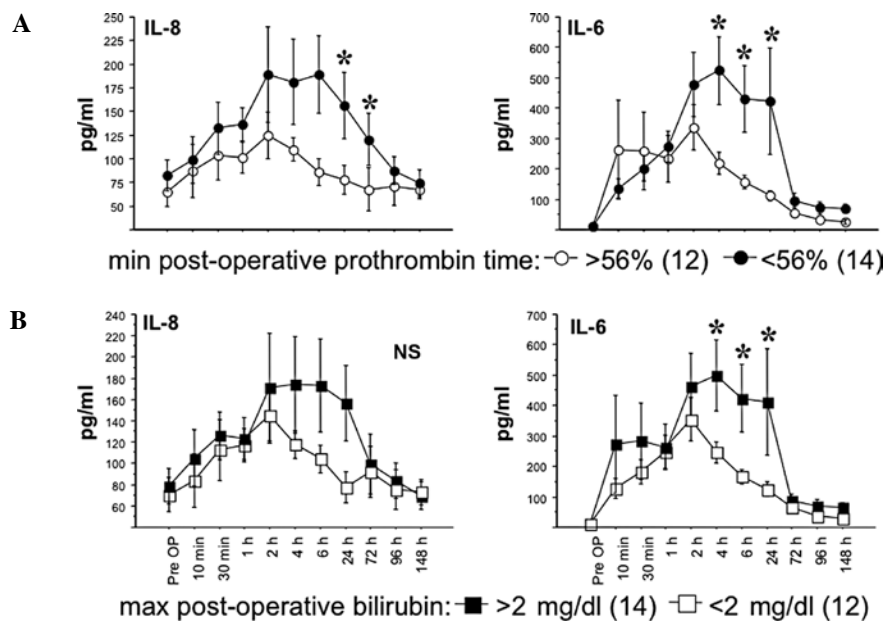 A
IL-8
250
225
200
175
150
125
100
75
50
pg/ml
* *
IL-6
700
600
500
400
300
200
100
pg/ml
* * *
min post-operative prothrombin time: >56% (12) <56% (14)
B
IL-8
NS
240
220
200
180
160
140
120
100
80
60
pg/ml
Pre OP
10 min
30 min
1 h
2 h
4 h
6 h
24 h
72 h
96 h
148 h
IL-6
700
600
500
400
300
200
100
pg/ml
* * *
Pre OP
10 min
30 min
1 h
2 h
4 h
6 h
24 h
72 h
96 h
148 h
max post-operative bilirubin: >2 mg/dl (14) <2 mg/dl (12)